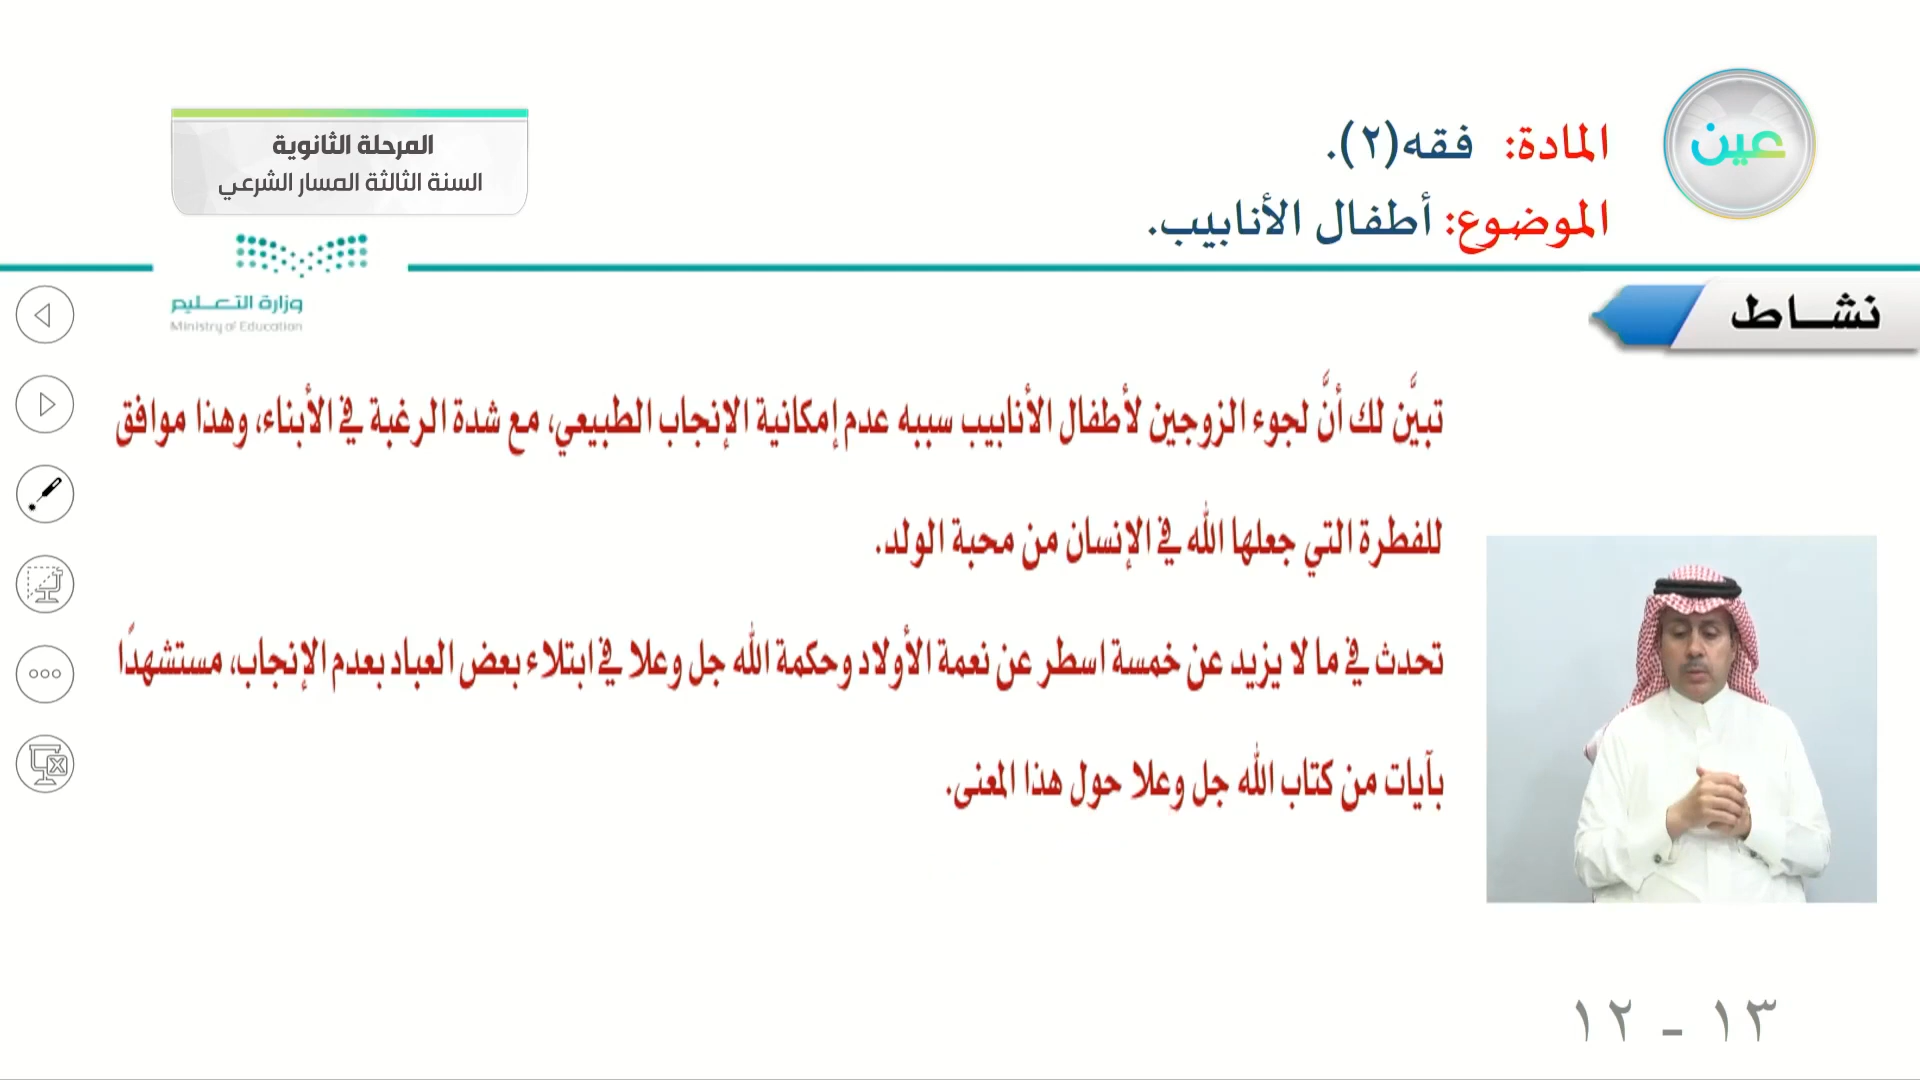 عين
المادة: فقه(٢).
الموضوع: أطفال الأنابيب.
المرحلة الثانوية
السنة الثالثة المسار الشرعي
وزارة التعليم
Ministry of Education
نشاط
تبيَّن لك أنَّ لجوء الزوجين لأطفال الأنابيب سببه عدم إمكانية الإنجاب الطبيعي، مع شدة الرغبة في الأبناء، وهذا موافق
للفطرة التي جعلها الله في الإنسان من محبة الولد.
تحدث في ما لا يزيد عن خمسة اسطر عن نعمة الأولاد وحكمة الله جل وعلا في ابتلاء بعض العباد بعدم الإنجاب، مستشهدًا
بآيات من كتاب الله جل وعلا حول هذا المعنى.
١٣ - ١٢